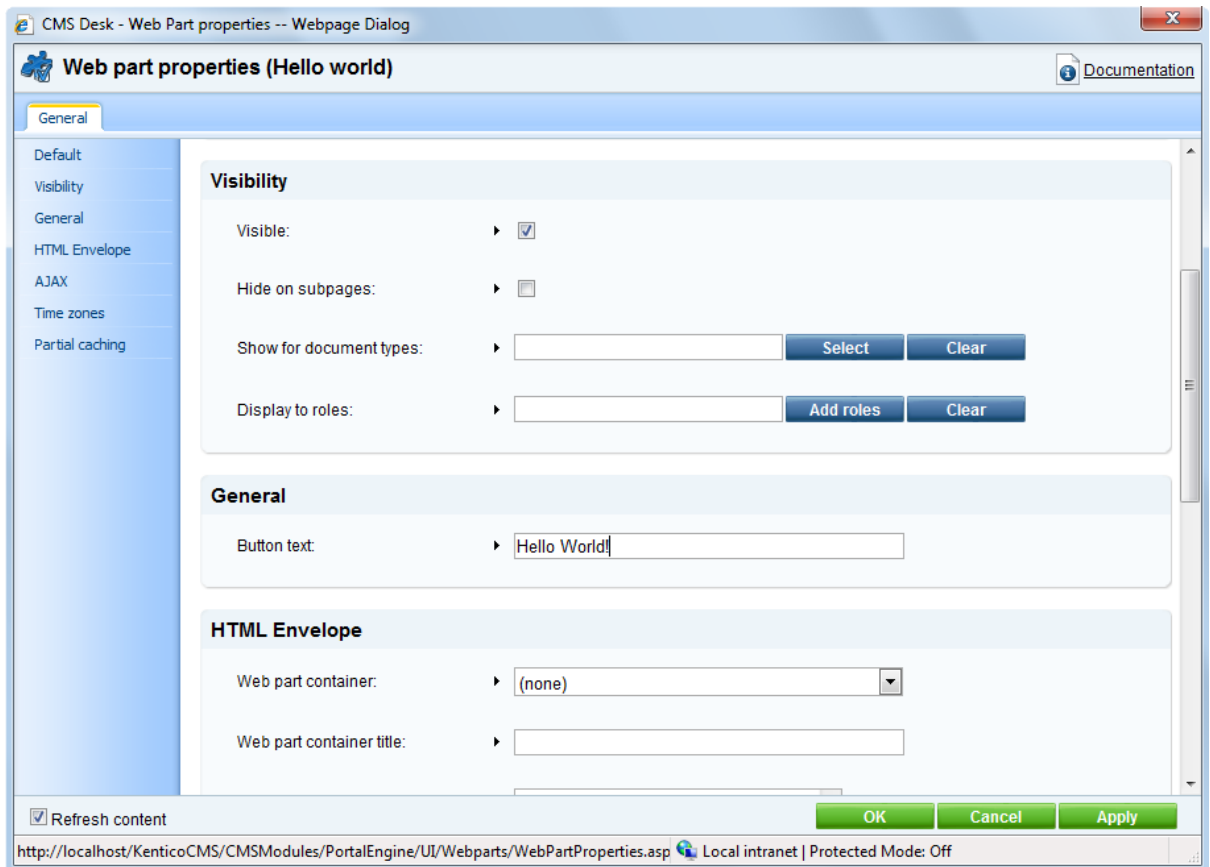 CMS Desk - Web Part properties -- Webpage Dialog
Web part properties (Hello world)
Documentation
General
Default
Visibility
General
HTML Envelope
AJAX
Time zones
Partial caching
Visibility
Visible:
Hide on subpages:
Show for document types: Select Clear
Display to roles: Add roles Clear
General
Button text: Hello World!
HTML Envelope
Web part container: (none)
Web part container title:
Refresh content OK Cancel Apply
http://localhost/KenticoCMS/CMSModules/PortalEngine/UI/Webparts/WebPartProperties.asp Local intranet | Protected Mode: Off